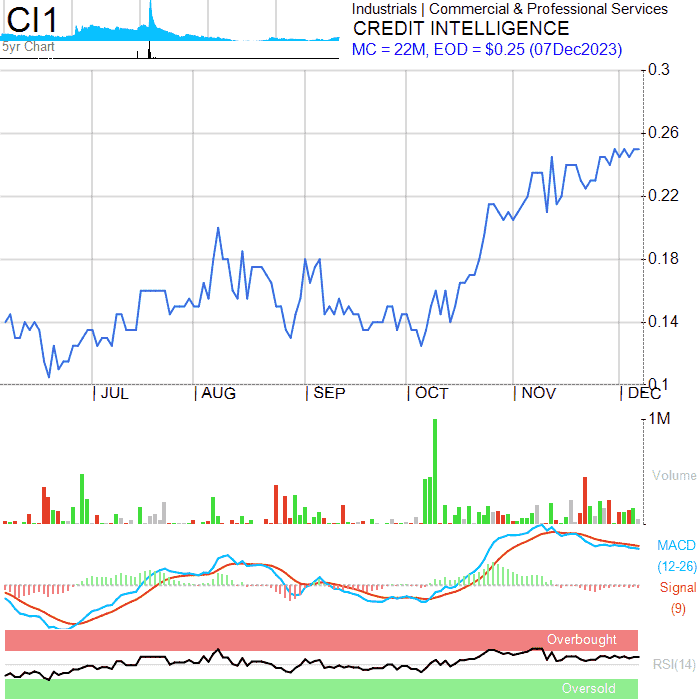 CI1
5yr Chart
Industrials | Commercial & Professional Services
CREDIT INTELLIGENCE
MC = 22M, EOD = $0.25 (07Dec2023)
0.3
0.26
0.22
0.18
0.14
0.1
JUL AUG SEP OCT NOV DEC
1M
Volume
MACD
(12-26)
Signal
(9)
Overbought
RSI(14)
Oversold